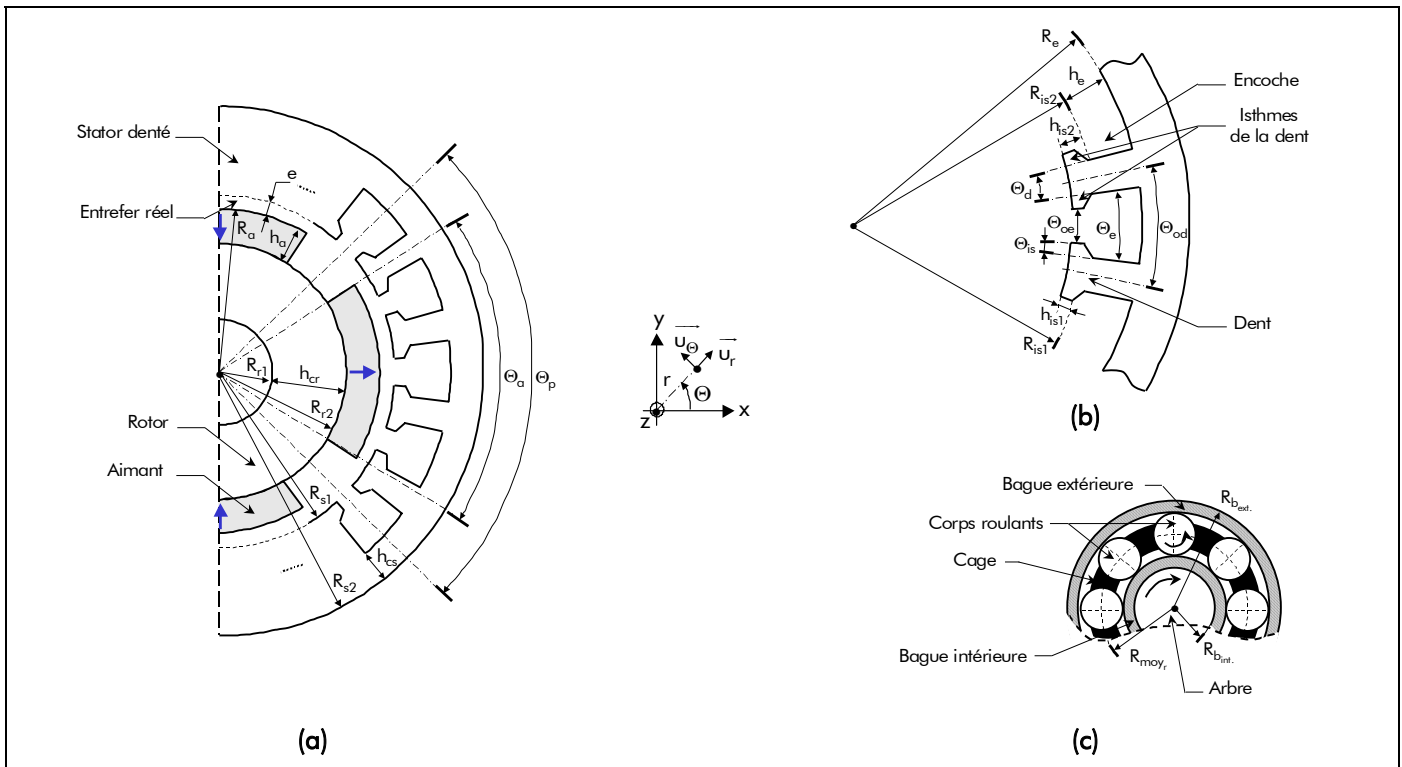 Stator denté
Entrefer réel
e
.....
R_a
h_a
R_r1
h_cr
R_r2
Rotor
Aimant
R_s1
R_s2
h_cs
.....
Θ_a
Θ_p
(a)
y
u_Θ
u_r
r
Θ
z
x
R_e
h_e
R_is2
h_is2
Encoche
Isthmes
de la dent
Θ_d
Θ_oe
Θ_e
Θ_od
Θ_is
h_is1
R_is1
Dent
(b)
Bague extérieure
R_b_ext.
Corps roulants
Cage
Bague intérieure
R_moy_r
R_b_int.
Arbre
(c)